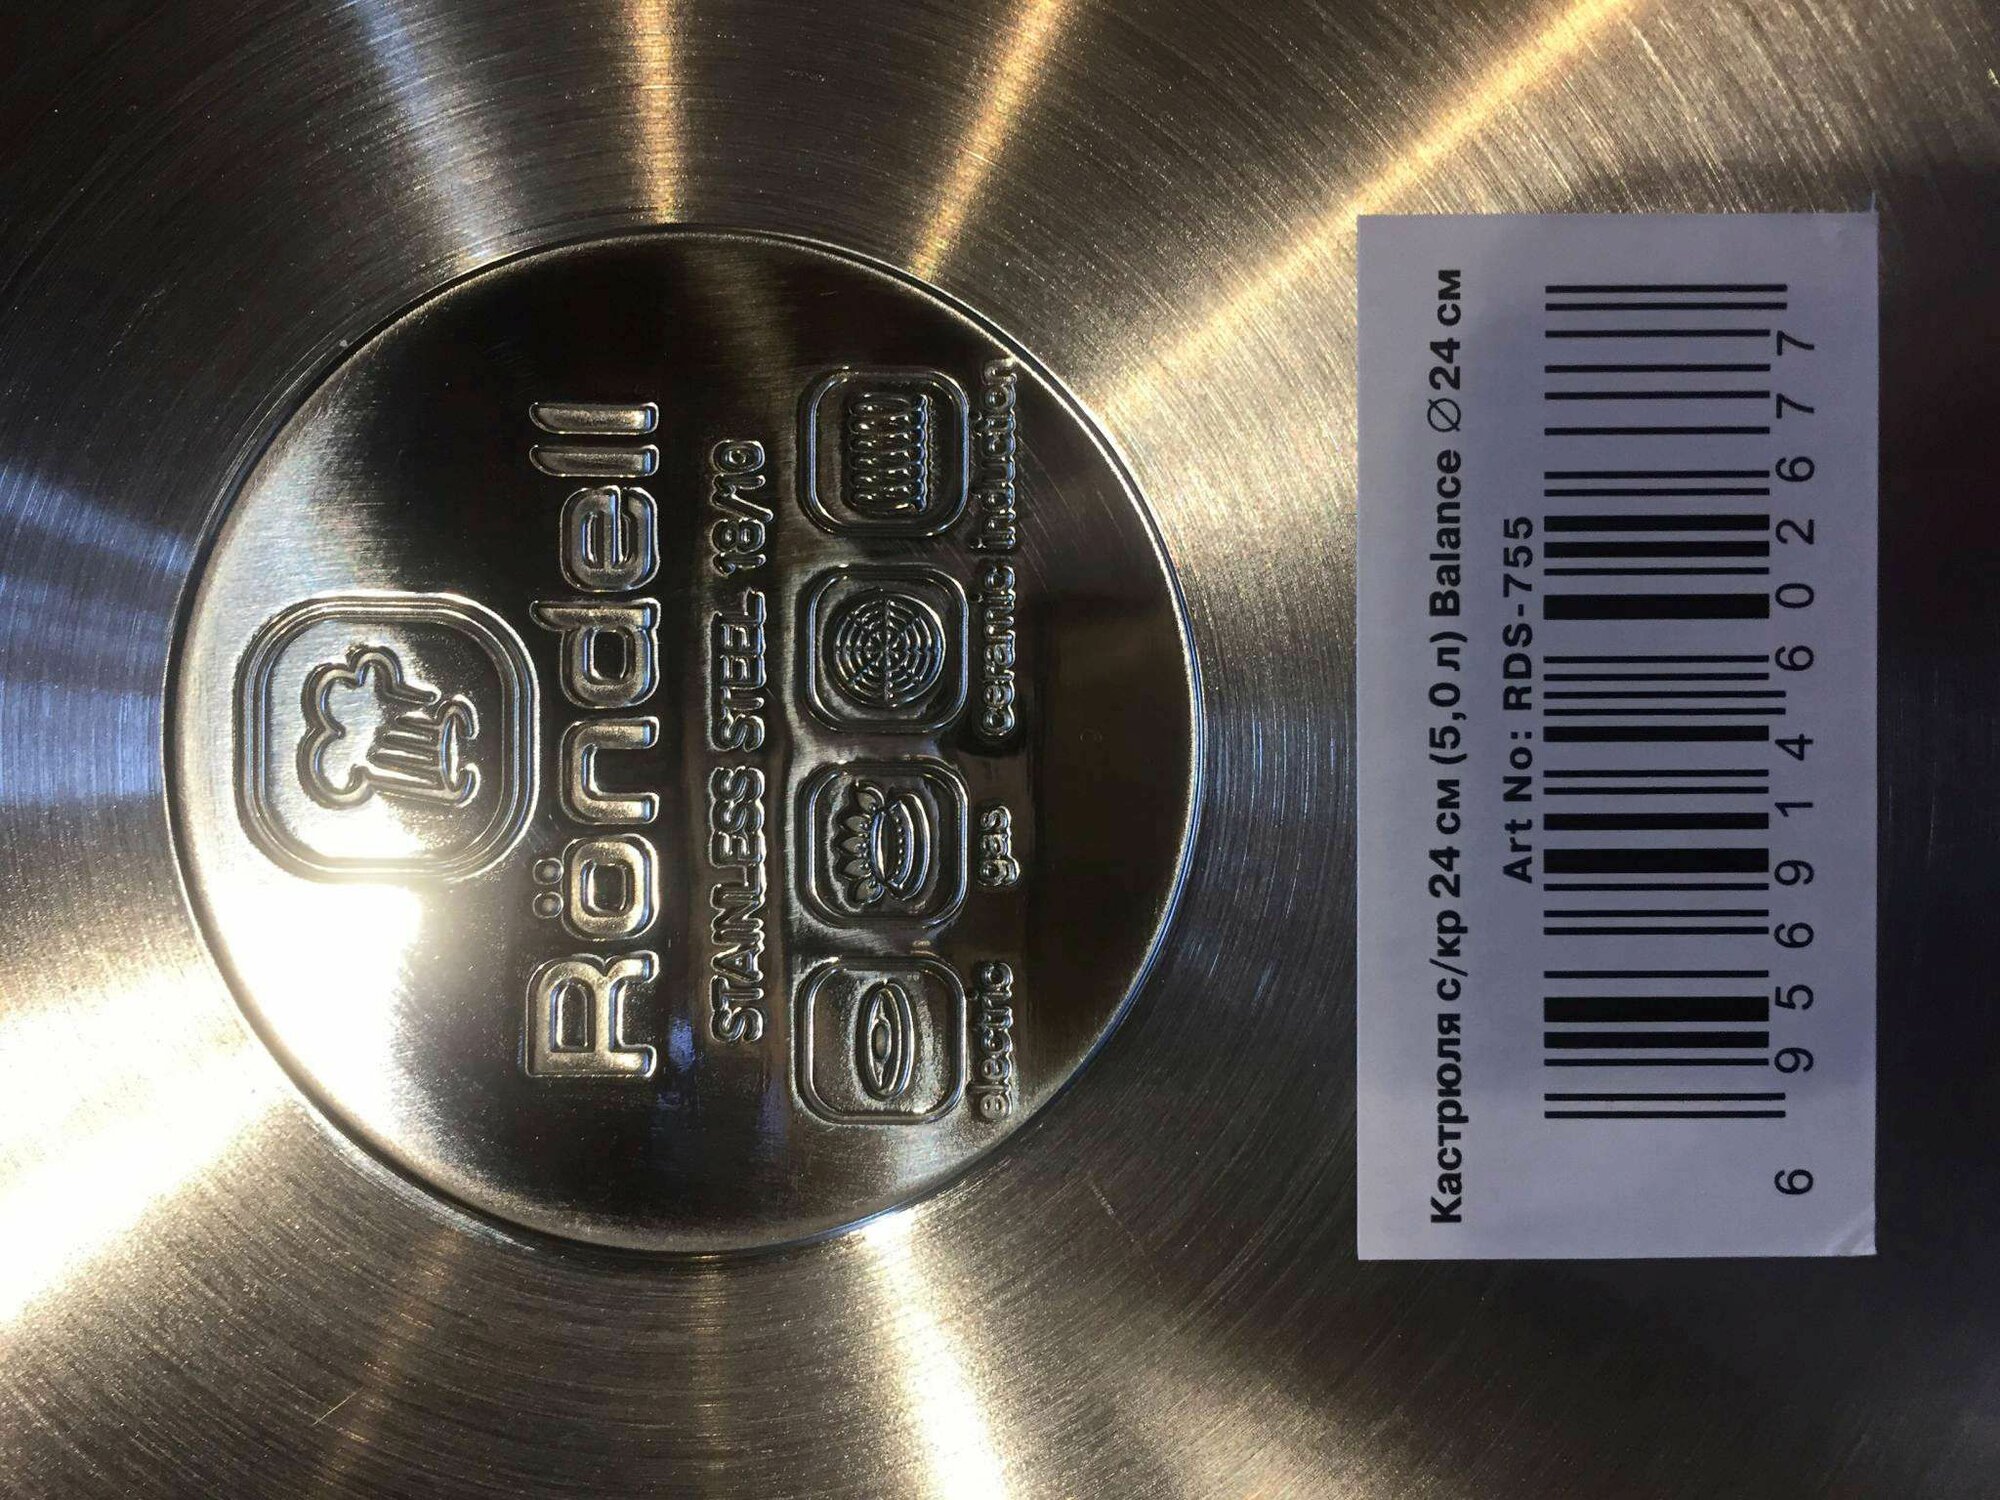 Röndell
STAINLESS STEEL 18/10
electric gas ceramic induction
Кастрюля с/кр 24 см (5,0 л) Balance ∅24 см
Art No: RDS-755
6 956914 602677